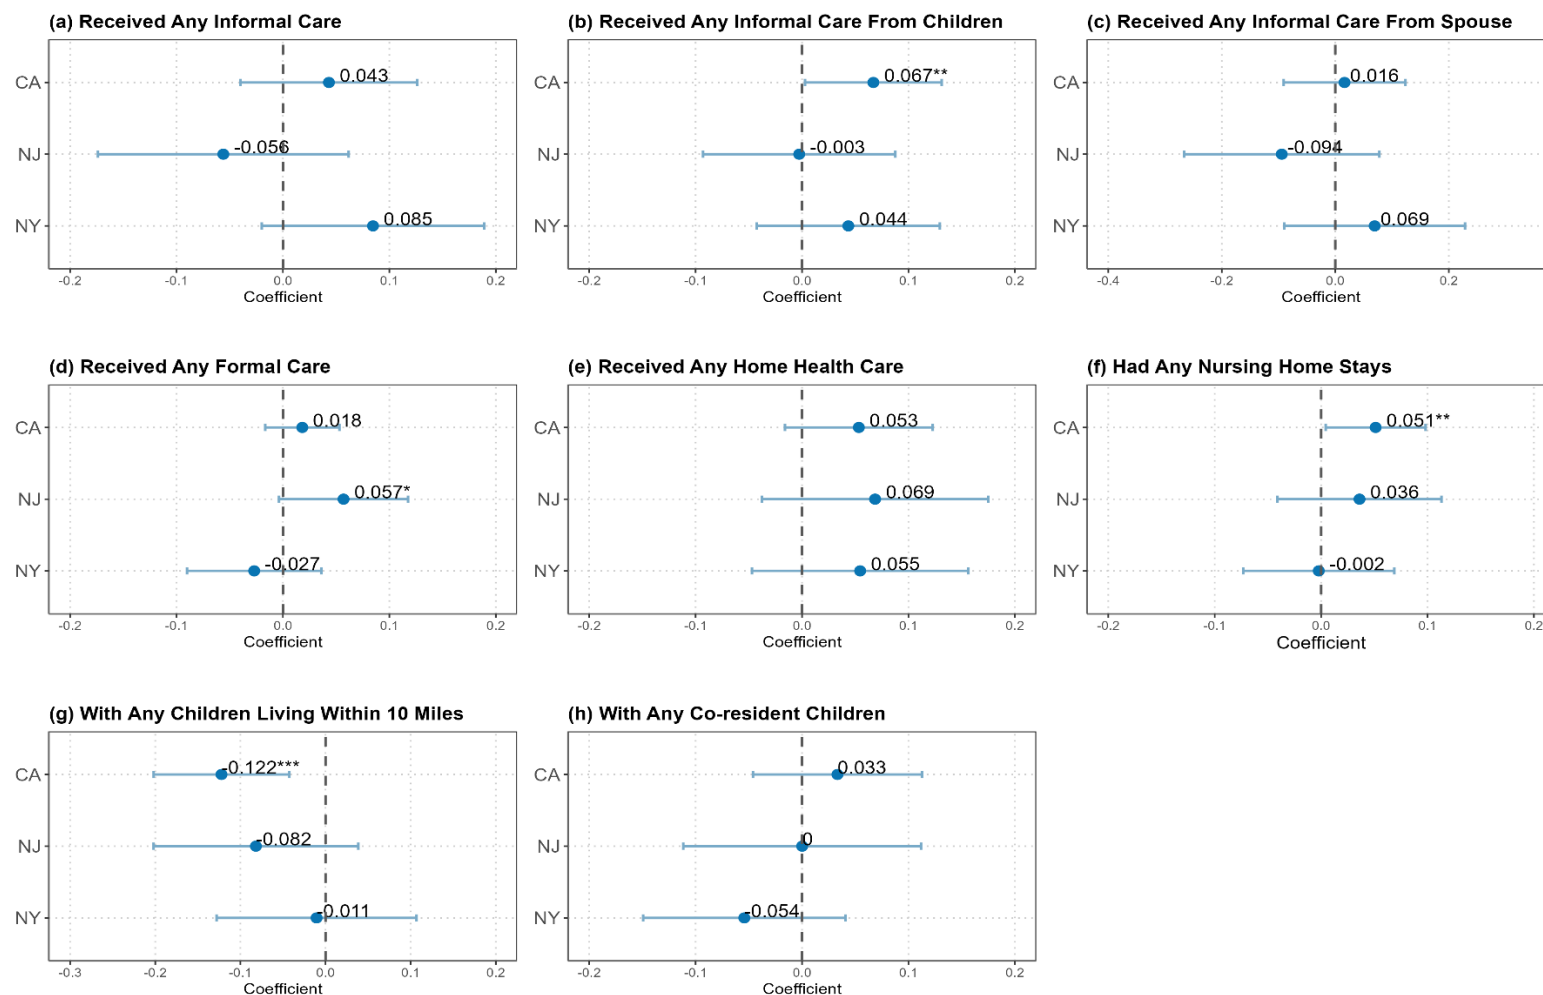 (a) Received Any Informal Care
CA
0.043
NJ
-0.056
NY
0.085
-0.2 -0.1 0.0 0.1 0.2
Coefficient
(b) Received Any Informal Care From Children
CA
0.067**
NJ
-0.003
NY
0.044
-0.2 -0.1 0.0 0.1 0.2
Coefficient
(c) Received Any Informal Care From Spouse
CA
0.016
NJ
-0.094
NY
0.069
-0.4 -0.2 0.0 0.2
Coefficient
(d) Received Any Formal Care
CA
0.018
NJ
0.057*
NY
-0.027
-0.2 -0.1 0.0 0.1 0.2
Coefficient
(e) Received Any Home Health Care
CA
0.053
NJ
0.069
NY
0.055
-0.2 -0.1 0.0 0.1 0.2
Coefficient
(f) Had Any Nursing Home Stays
CA
0.051**
NJ
0.036
NY
-0.002
-0.2 -0.1 0.0 0.1 0.2
Coefficient
(g) With Any Children Living Within 10 Miles
CA
-0.122***
NJ
-0.082
NY
-0.011
-0.3 -0.2 -0.1 0.0 0.1 0.2
Coefficient
(h) With Any Co-resident Children
CA
0.033
NJ
0
NY
-0.054
-0.2 -0.1 0.0 0.1 0.2
Coefficient